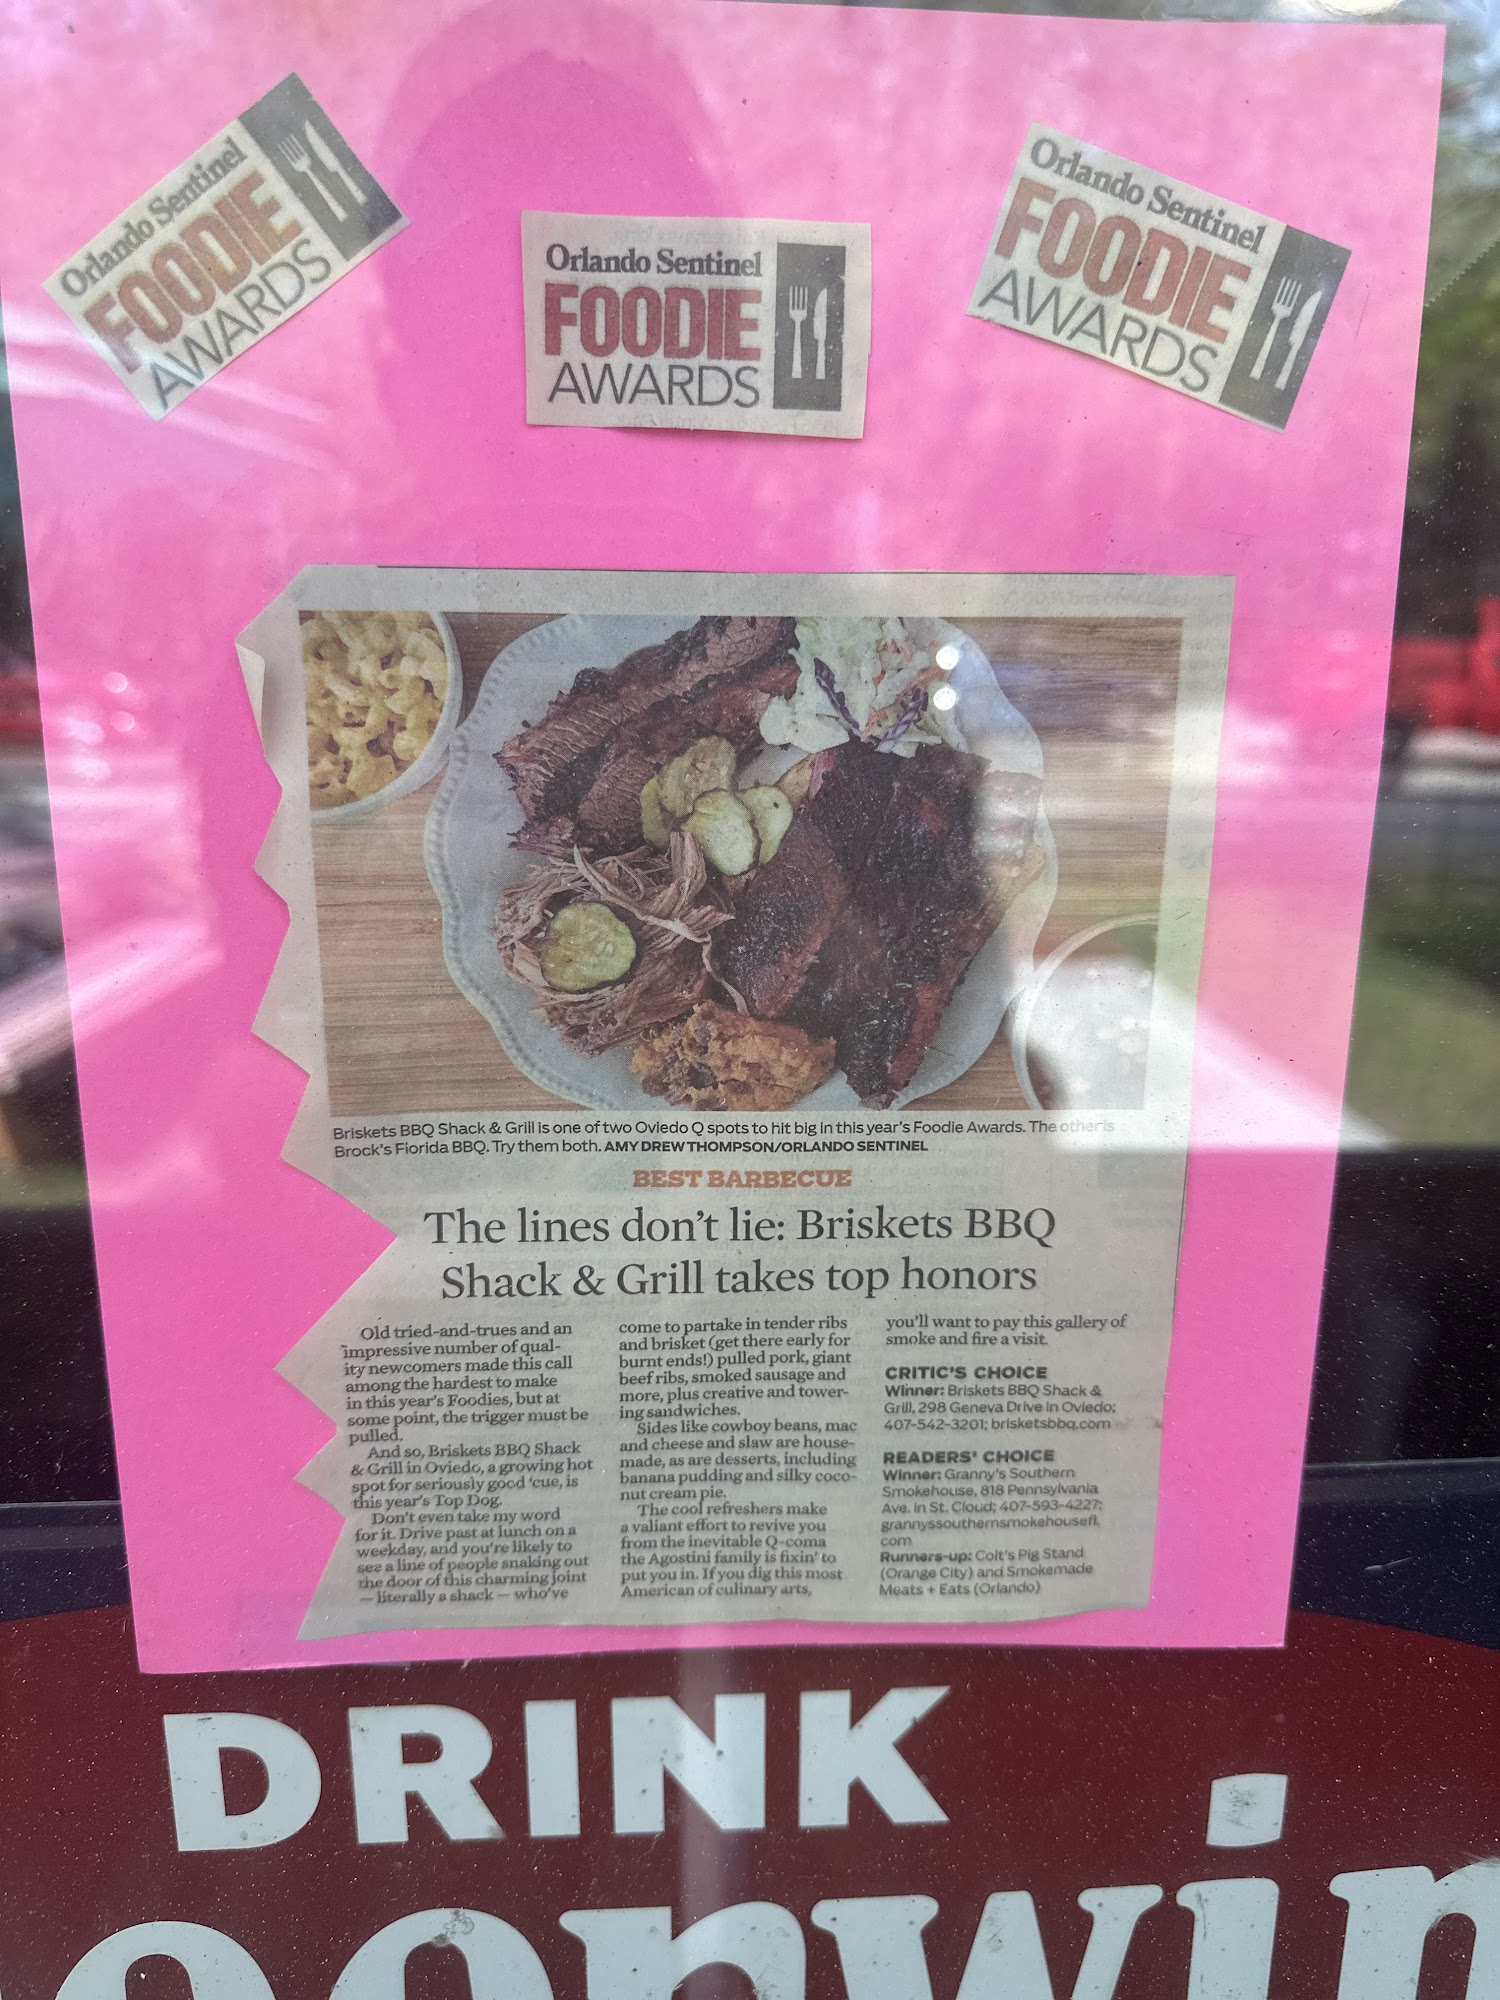 Orlando Sentinel
FOODIE
AWARDS
Orlando Sentinel
FOODIE
AWARDS
Orlando Sentinel
FOODIE
AWARDS
Briskets BBQ Shack & Grill is one of two Oviedo Q spots to hit big in this year's Foodie Awards. The other is
Brock's Florida BBQ. Try them both. AMY DREW THOMPSON/ORLANDO SENTINEL
BEST BARBECUE
The lines don't lie: Briskets BBQ
Shack & Grill takes top honors
Old tried-and-trues and an
impressive number of qual-
ity newcomers made this call
among the hardest to make
in this year's Foodies, but at
some point, the trigger must be
pulled.
And so, Briskets BBQ Shack
& Grill in Oviedo, a growing hot
spot for seriously good 'cue, is
this year's Top Dog.
Don't even take my word
for it. Drive past at lunch on a
weekday, and you're likely to
see a line of people snaking out
the door of this charming joint
— literally a shack — who've
come to partake in tender ribs
and brisket (get there early for
burnt ends!) pulled pork, giant
beef ribs, smoked sausage and
more, plus creative and tower-
ing sandwiches.
Sides like cowboy beans, mac
and cheese and slaw are house-
made, as are desserts, including
banana pudding and silky coco-
nut cream pie.
The cool refreshers make
a valiant effort to revive you
from the inevitable Q-coma
the Agostini family is fixin' to
put you in. If you dig this most
American of culinary arts,
you'll want to pay this gallery of
smoke and fire a visit.
CRITIC'S CHOICE
Winner: Briskets BBQ Shack &
Grill, 298 Geneva Drive in Oviedo;
407-542-3201; brisketsbbq.com
READERS' CHOICE
Winner: Granny's Southern
Smokehouse, 818 Pennsylvania
Ave. in St. Cloud; 407-593-4227;
grannyssouthernsmokehousefl.
com
Runners-up: Colt's Pig Stand
(Orange City) and Smokemade
Meats + Eats (Orlando)
DRINK